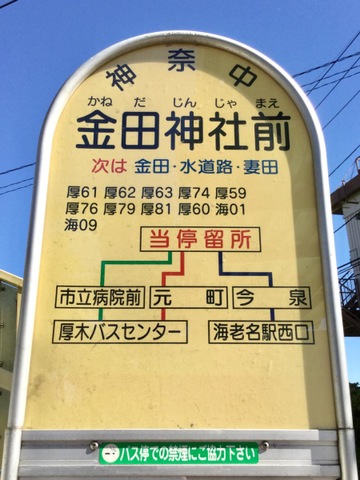 神奈中
かねだ じんじゃまえ
金田神社前
次は 金田・水道路・妻田
厚61 厚62 厚63 厚74 厚59
厚76 厚79 厚81 厚60 海01
海09
当停留所
市立病院前 元町 今泉
厚木バスセンター 海老名駅西口
バス停での禁煙にご協力下さい